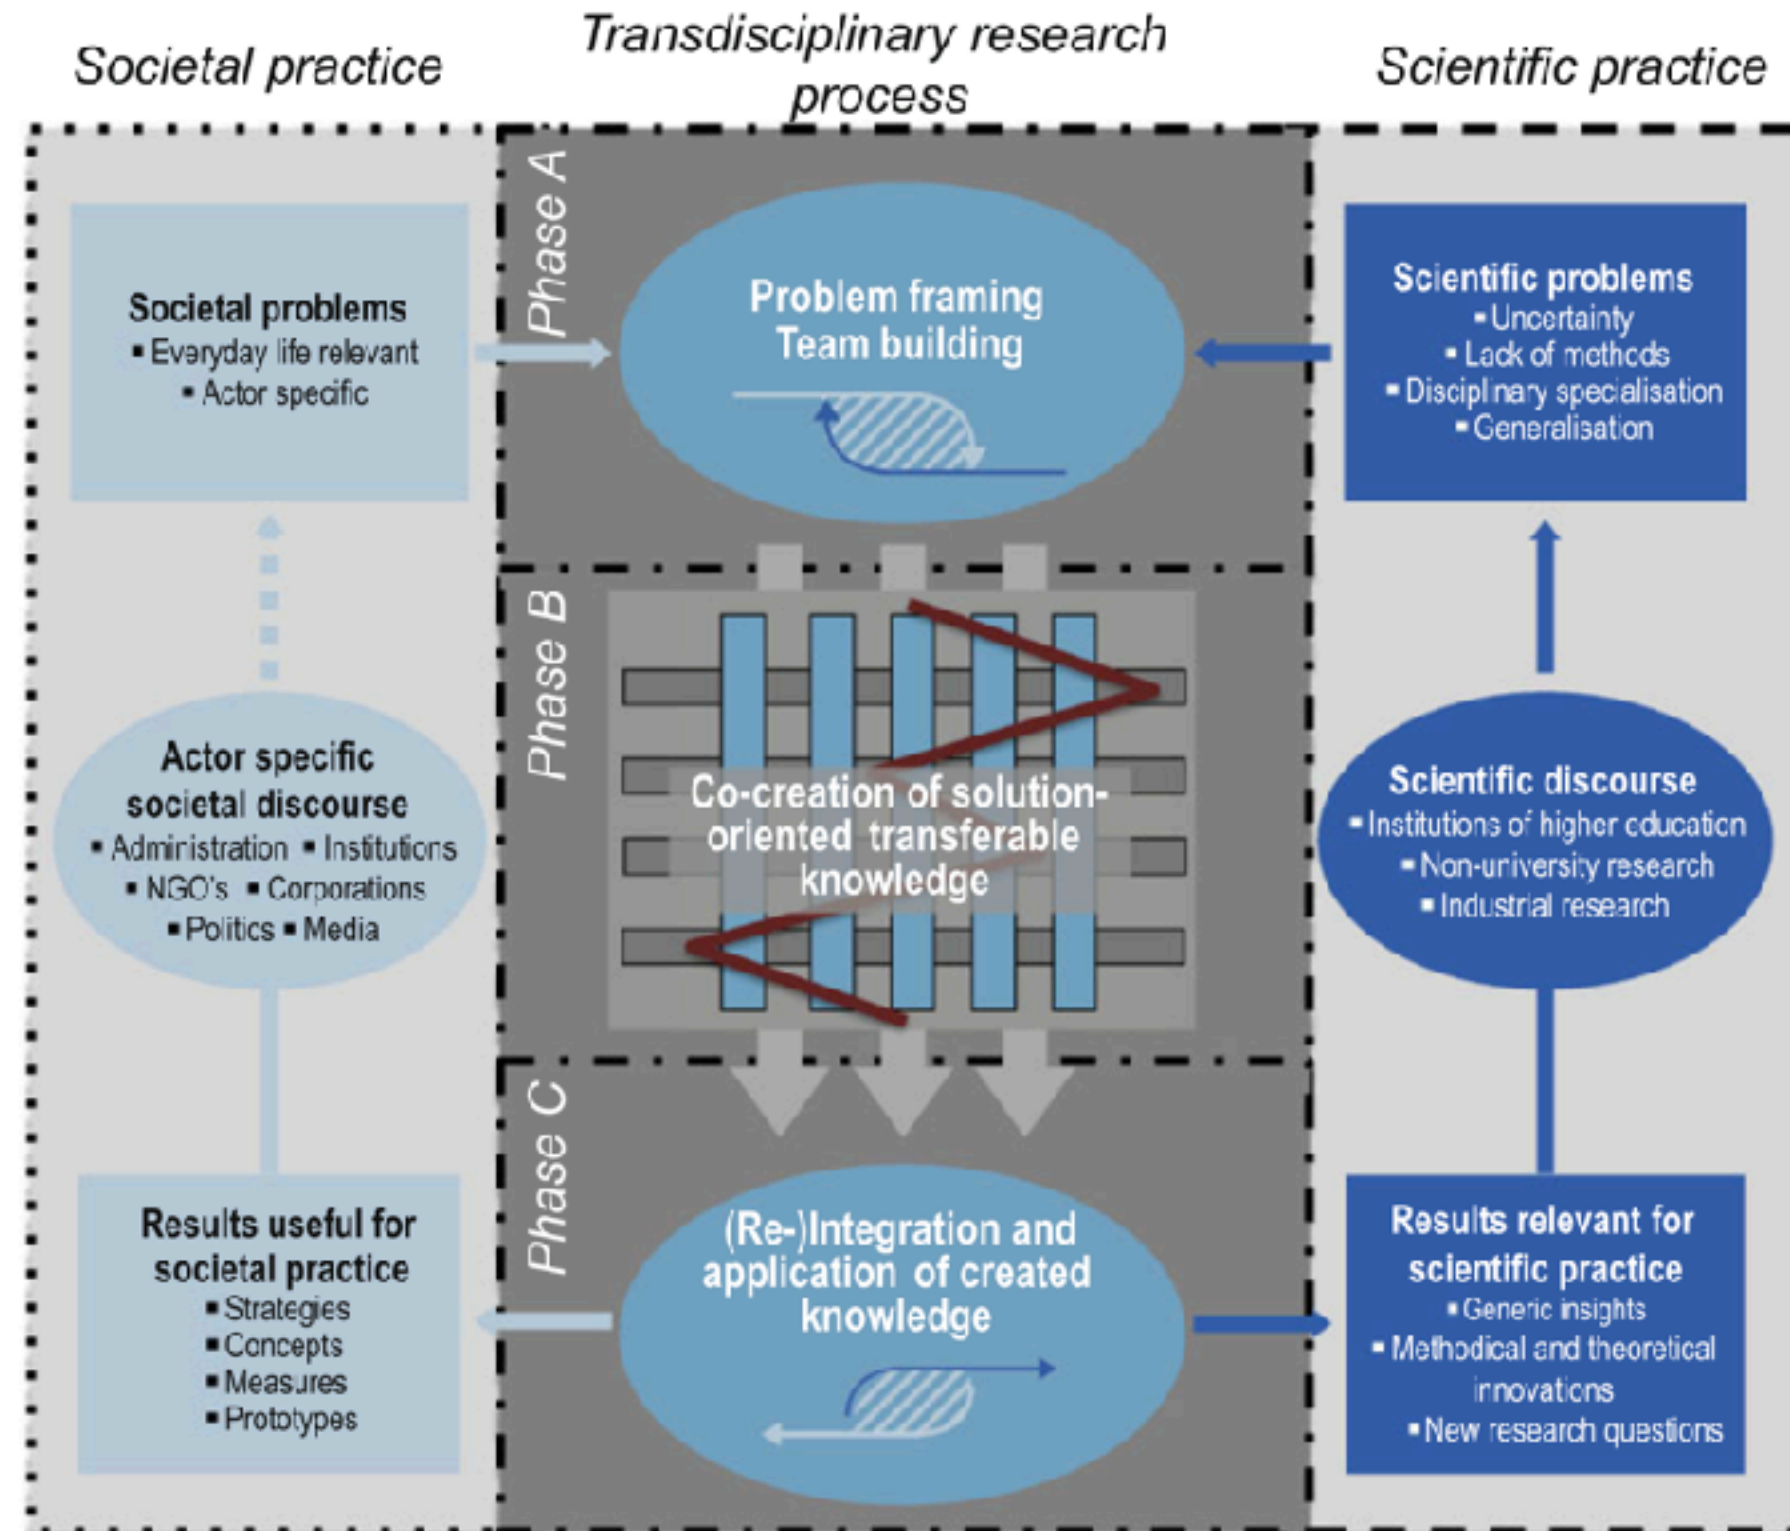 Societal practice
Transdisciplinary research
process
Scientific practice
Phase A
Societal problems
▪ Everyday life relevant
▪ Actor specific
Problem framing
Team building
Scientific problems
▪ Uncertainty
▪ Lack of methods
▪ Disciplinary specialisation
▪ Generalisation
Phase B
Actor specific
societal discourse
▪ Administration ▪ Institutions
▪ NGO's ▪ Corporations
▪ Politics ▪ Media
Co-creation of solution-
oriented transferable
knowledge
Scientific discourse
▪ Institutions of higher education
▪ Non-university research
▪ Industrial research
Phase C
Results useful for
societal practice
▪ Strategies
▪ Concepts
▪ Measures
▪ Prototypes
(Re-)Integration and
application of created
knowledge
Results relevant for
scientific practice
▪ Generic insights
▪ Methodical and theoretical
innovations
▪ New research questions